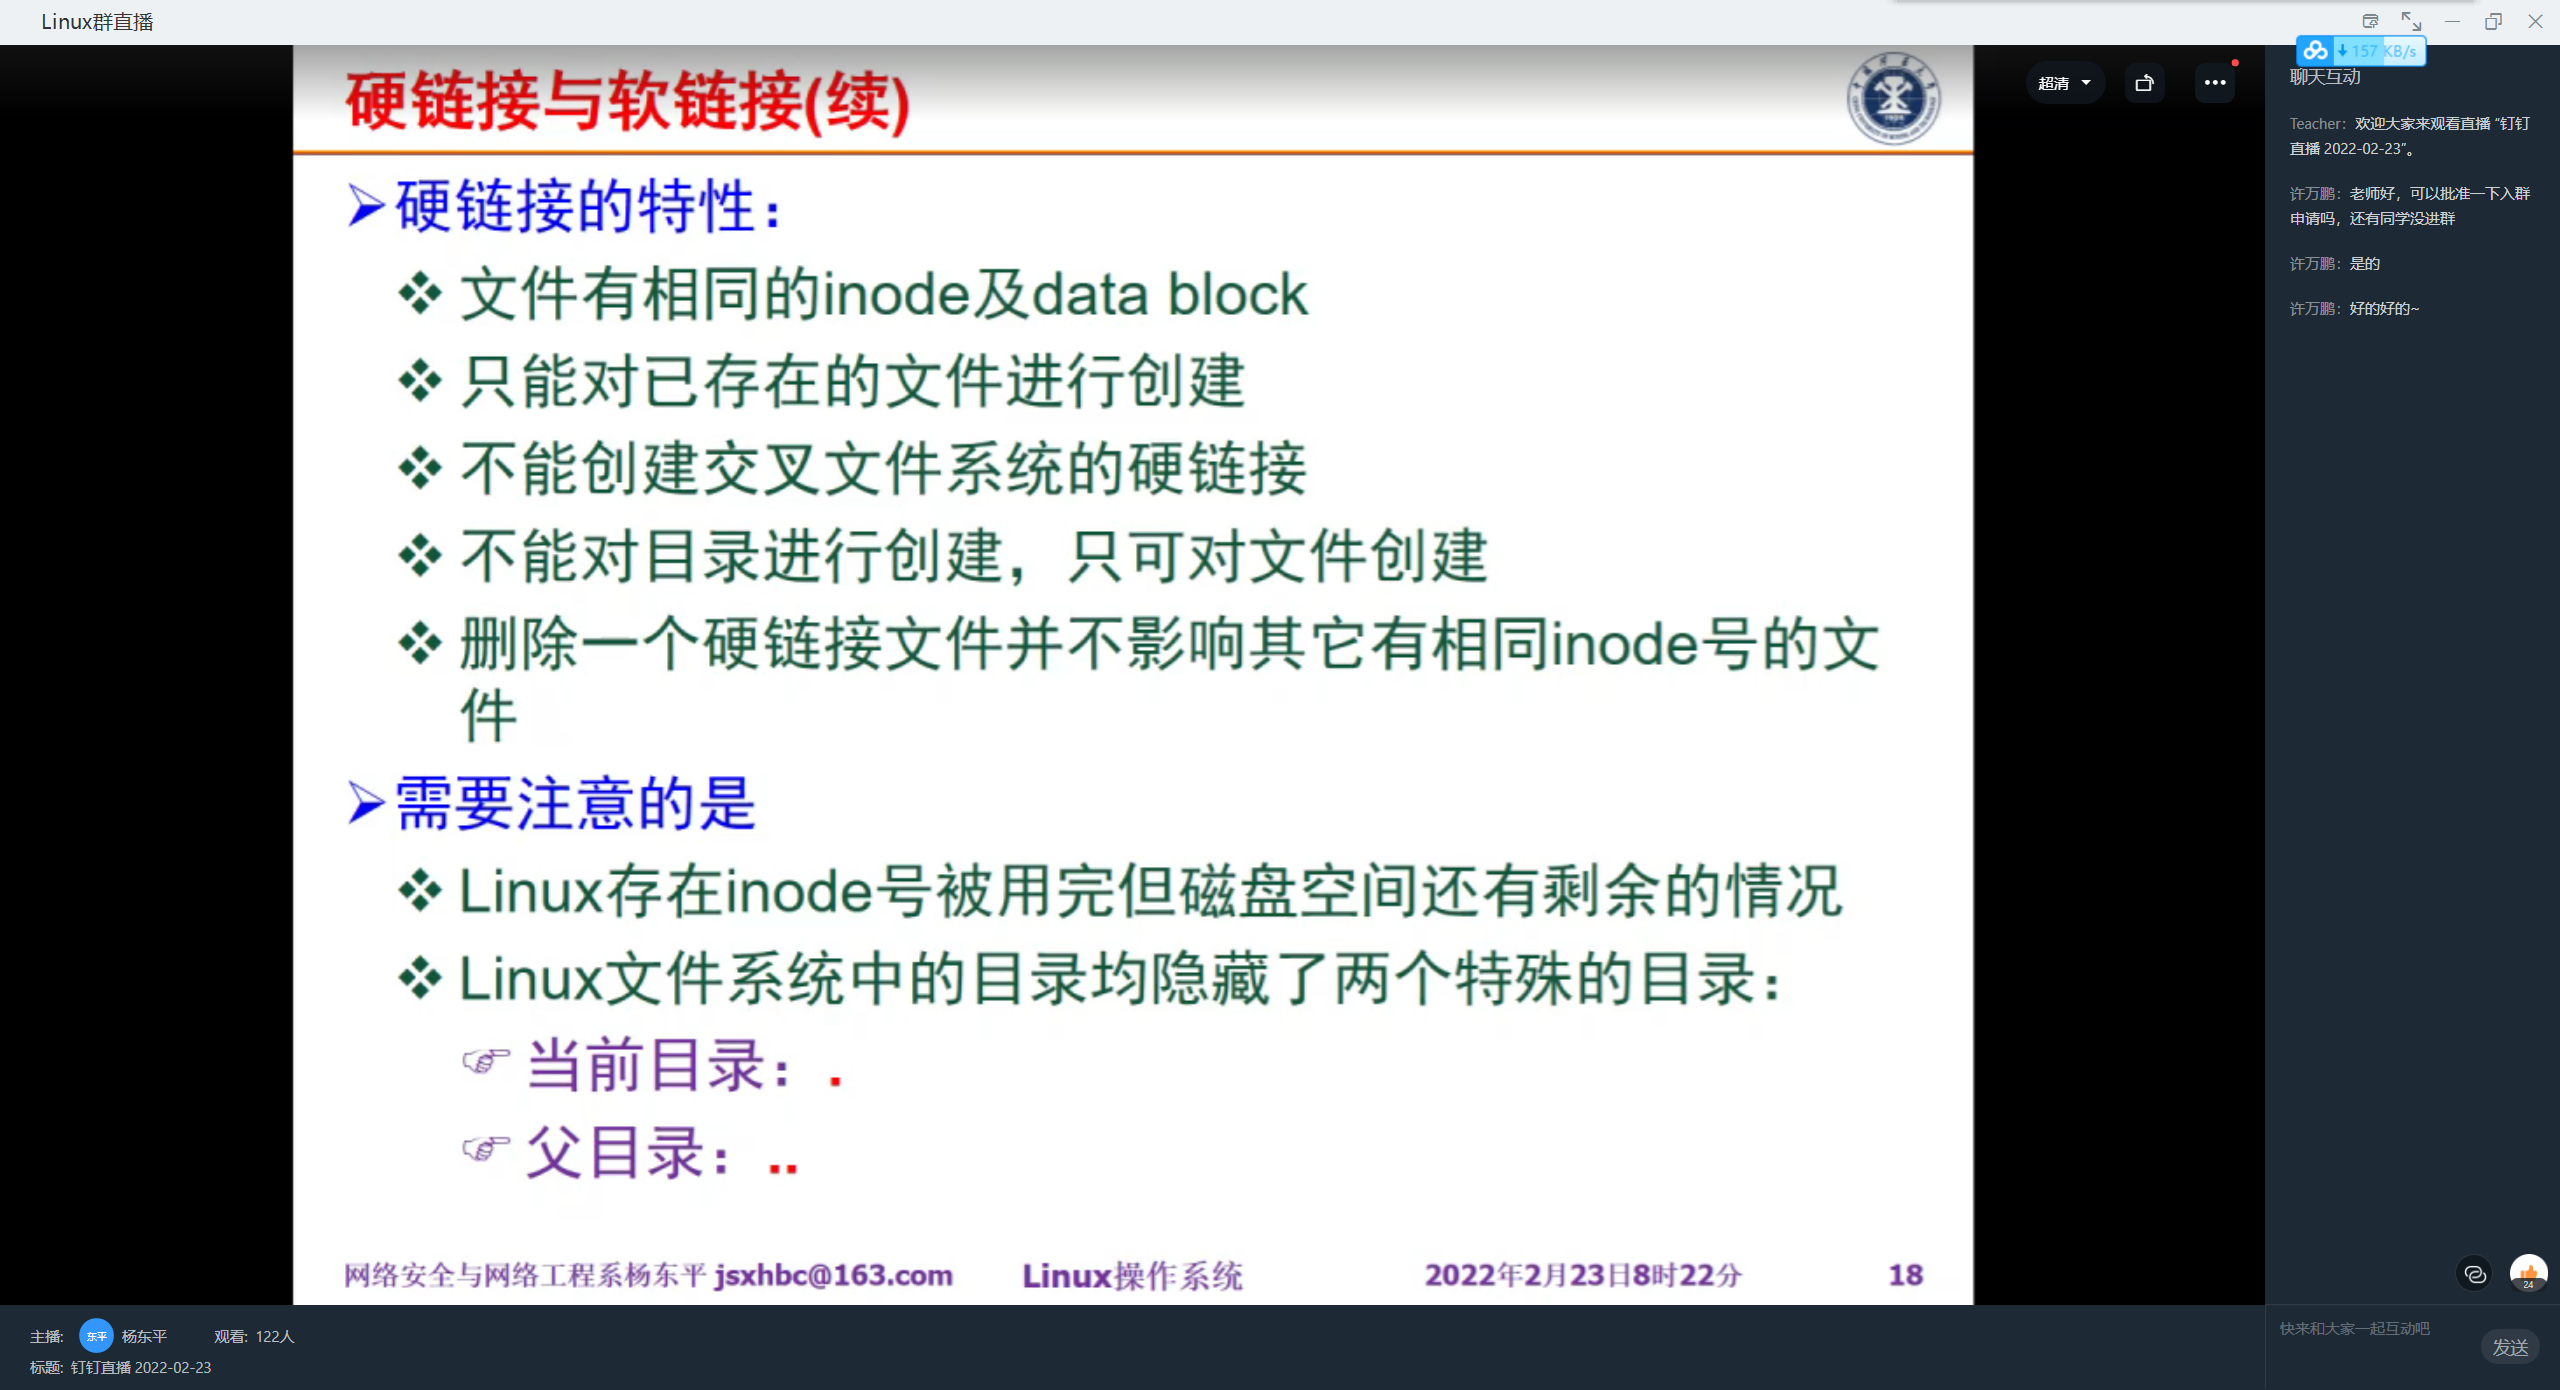 Linux群直播
157 KB/s
硬链接与软链接(续)
超清
聊天互动
Teacher：欢迎大家来观看直播 “钉钉
直播 2022-02-23”。
许万鹏：老师好，可以批准一下入群
申请吗，还有同学没进群
许万鹏：是的
许万鹏：好的好的~
硬链接的特性：
文件有相同的inode及data block
只能对已存在的文件进行创建
不能创建交叉文件系统的硬链接
不能对目录进行创建，只可对文件创建
删除一个硬链接文件并不影响其它有相同inode号的文
件
需要注意的是
Linux存在inode号被用完但磁盘空间还有剩余的情况
Linux文件系统中的目录均隐藏了两个特殊的目录：
当前目录：.
父目录：..
网络安全与网络工程系杨东平 jsxhbc@163.com Linux操作系统 2022年2月23日8时22分 18
24
主播: 东平 杨东平 观看: 122人
标题: 钉钉直播 2022-02-23
快来和大家一起互动吧
发送